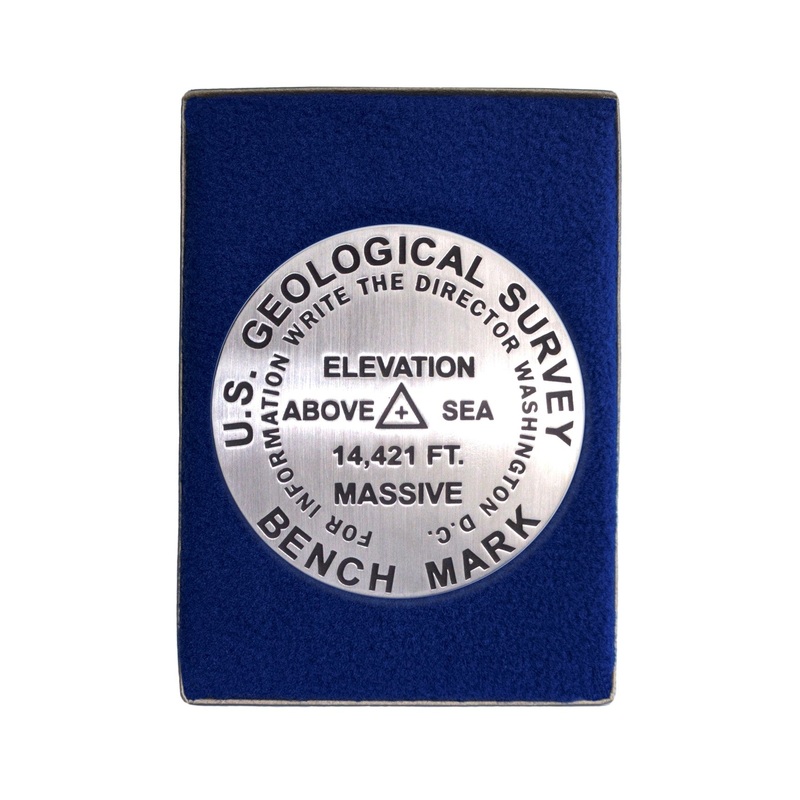 U.S. GEOLOGICAL SURVEY
FOR INFORMATION WRITE THE DIRECTOR WASHINGTON D.C.
ELEVATION
ABOVE SEA
14,421 FT.
MASSIVE
BENCH MARK